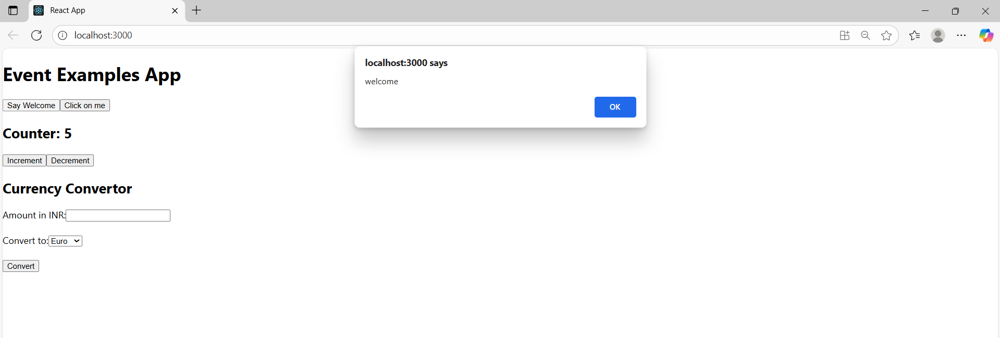 React App
localhost:3000
localhost:3000 says
welcome
OK
Event Examples App
Say Welcome Click on me
Counter: 5
Increment Decrement
Currency Convertor
Amount in INR:
Convert to: Euro
Convert